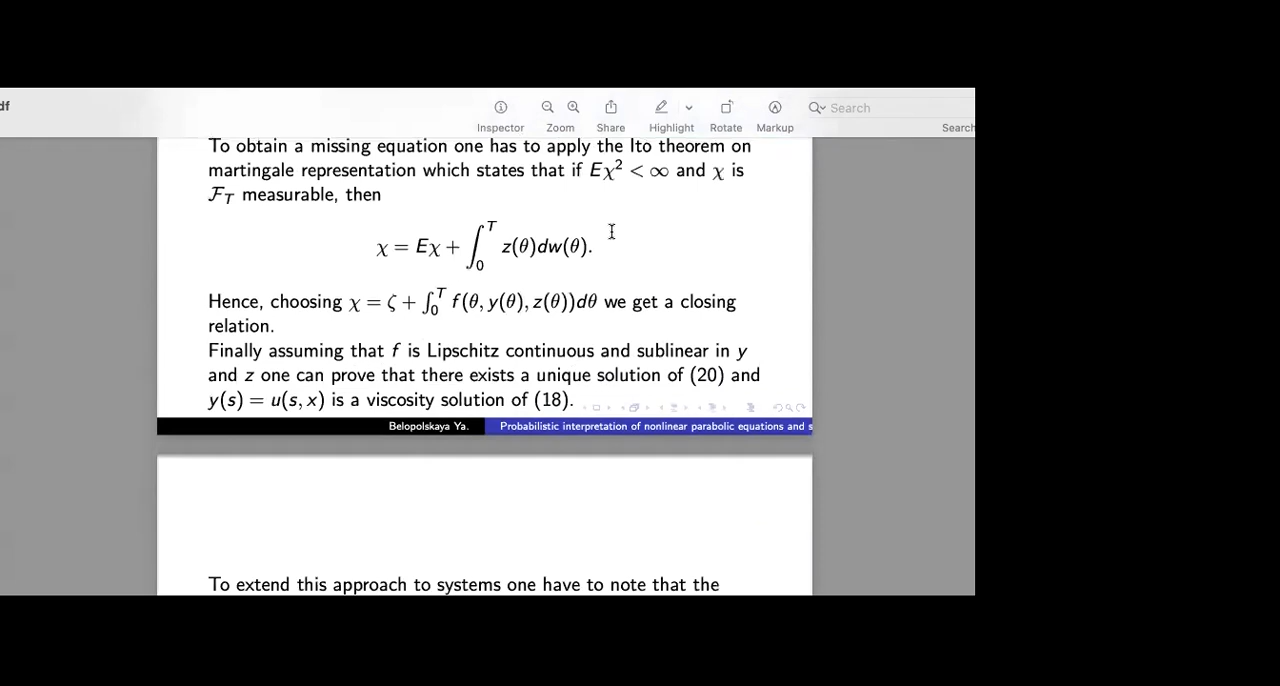 df
Inspector Zoom Share Highlight Rotate Markup Search
Search
To obtain a missing equation one has to apply the Ito theorem on
martingale representation which states that if Eχ² < ∞ and χ is
𝓕_T measurable, then
χ = Eχ + ∫₀ᵀ z(θ)dw(θ).
Hence, choosing χ = ζ + ∫₀ᵀ f(θ, y(θ), z(θ))dθ we get a closing
relation.
Finally assuming that f is Lipschitz continuous and sublinear in y
and z one can prove that there exists a unique solution of (20) and
y(s) = u(s, x) is a viscosity solution of (18).
Belopolskaya Ya. Probabilistic interpretation of nonlinear parabolic equations and s
To extend this approach to systems one have to note that the